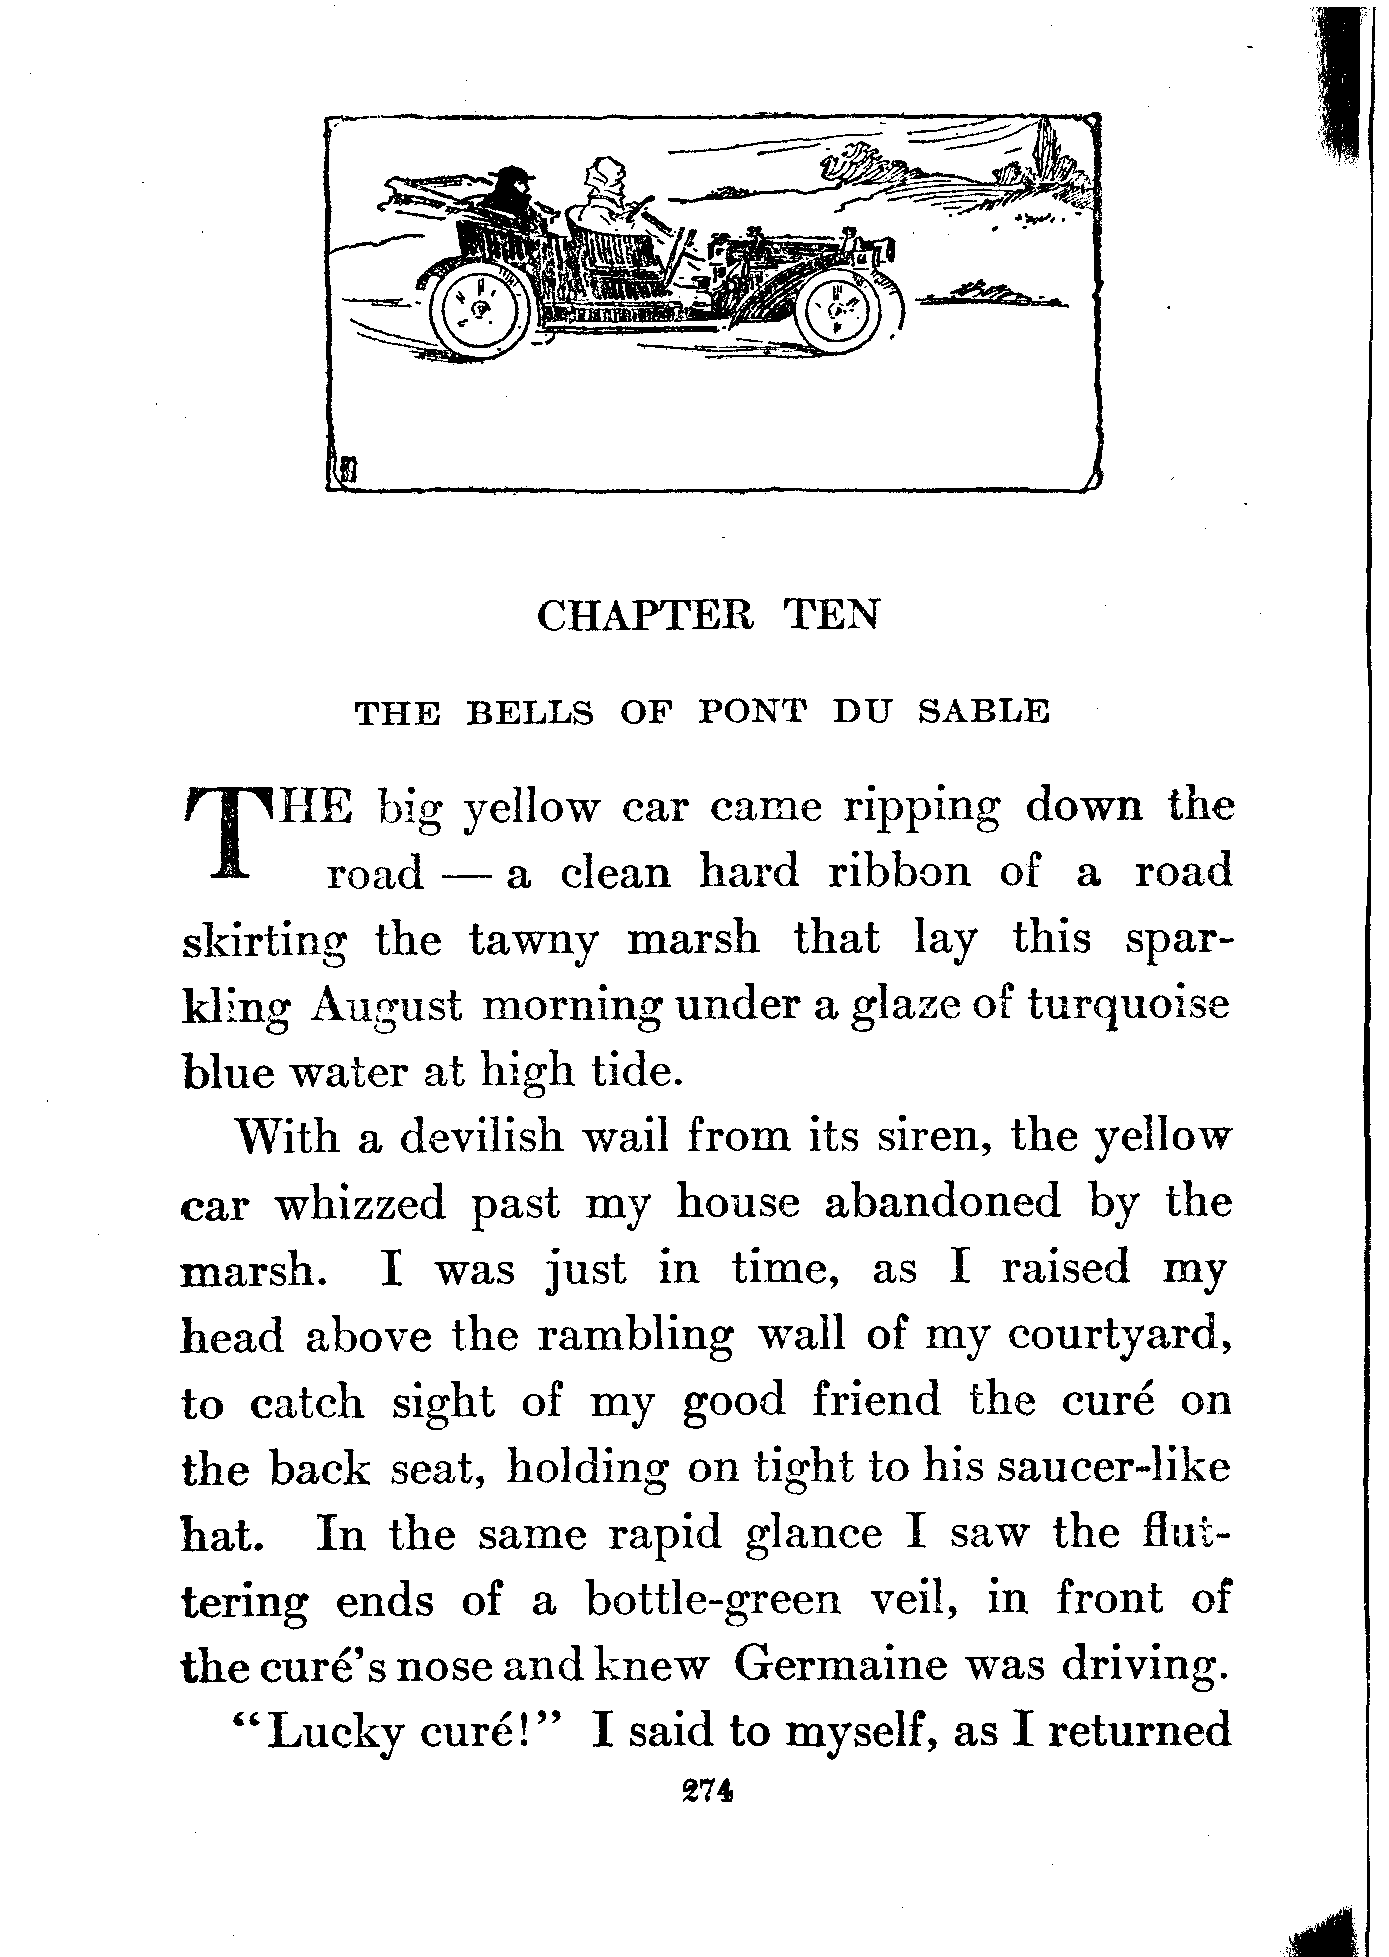 CHAPTER TEN
THE BELLS OF PONT DU SABLE
THE big yellow car came ripping down the
road — a clean hard ribbon of a road
skirting the tawny marsh that lay this spar-
kling August morning under a glaze of turquoise
blue water at high tide.
With a devilish wail from its siren, the yellow
car whizzed past my house abandoned by the
marsh. I was just in time, as I raised my
head above the rambling wall of my courtyard,
to catch sight of my good friend the curé on
the back seat, holding on tight to his saucer-like
hat. In the same rapid glance I saw the flut-
tering ends of a bottle-green veil, in front of
the curé's nose and knew Germaine was driving.
“Lucky curé!” I said to myself, as I returned
274